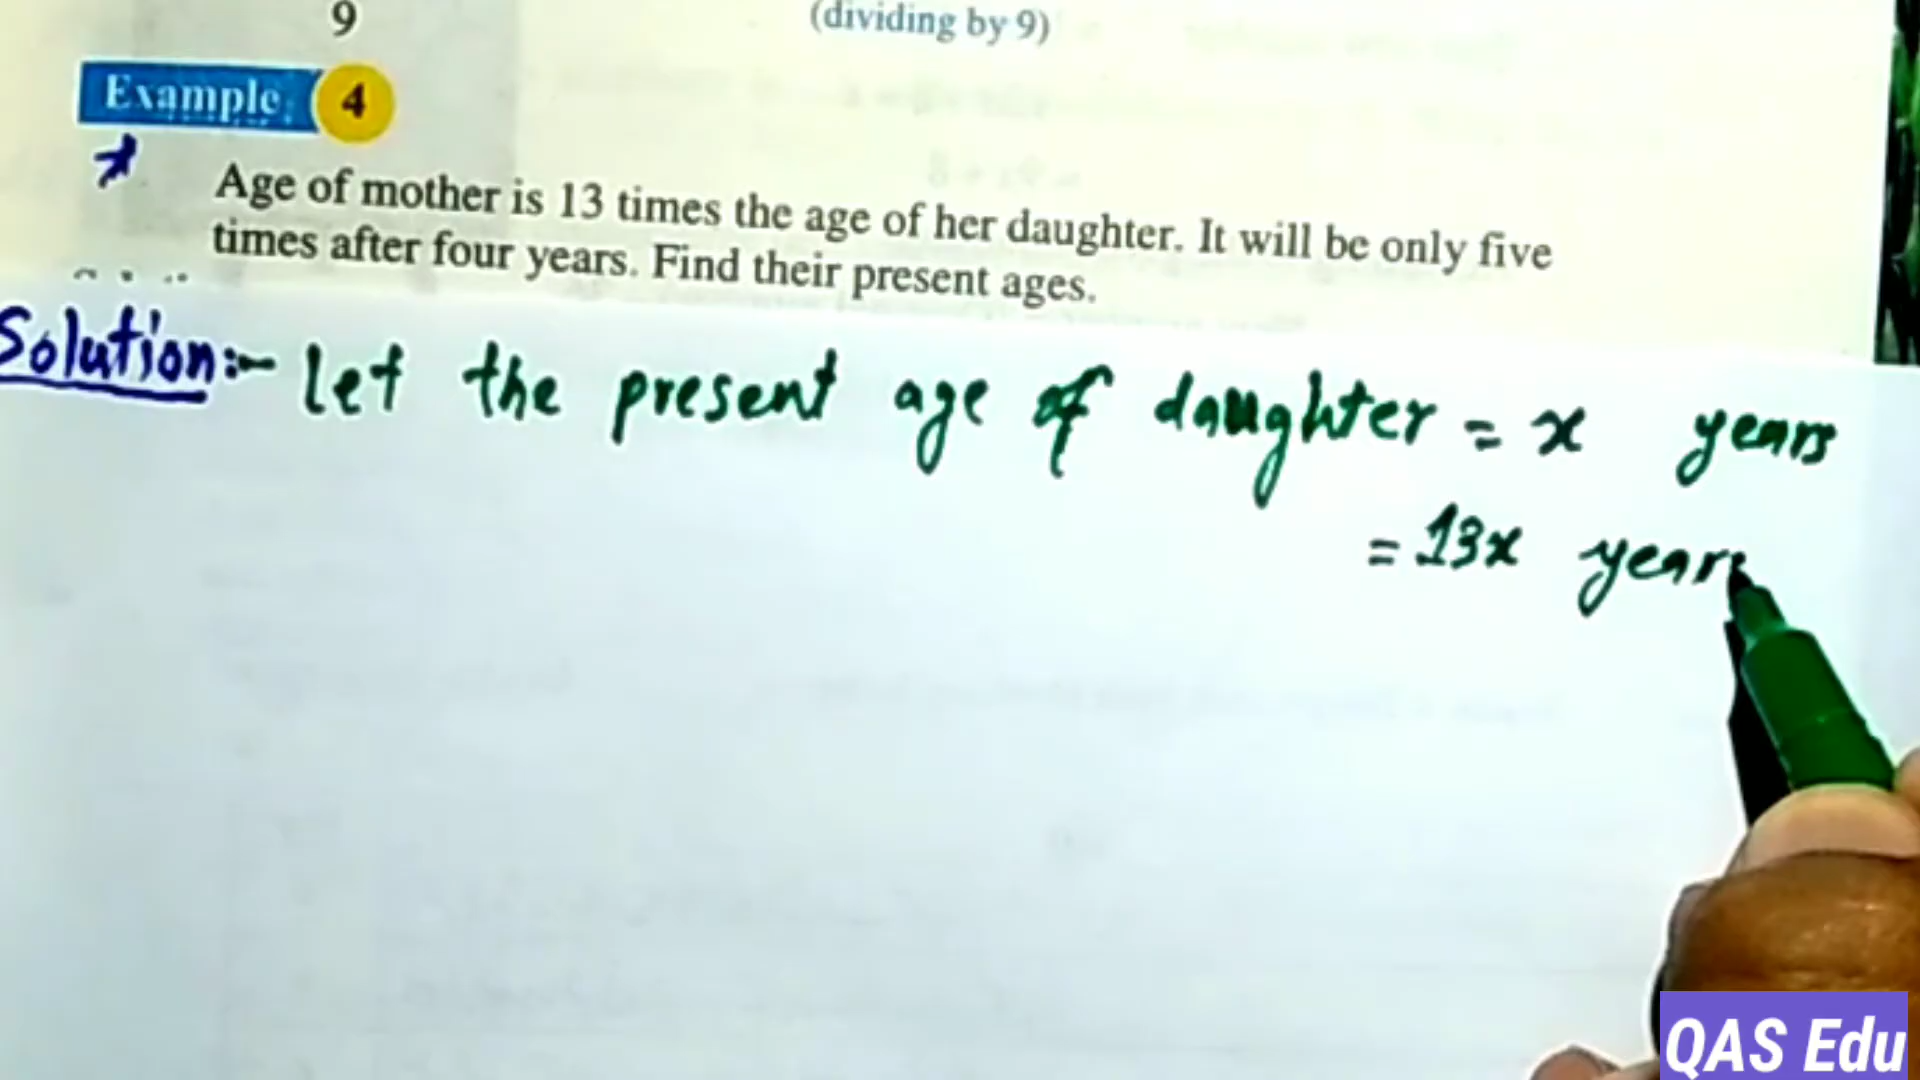 9
(dividing by 9)
Example 4
Age of mother is 13 times the age of her daughter. It will be only five
times after four years. Find their present ages.
Solution:- Let the present age of daughter = x years
= 13x years
QAS Edu